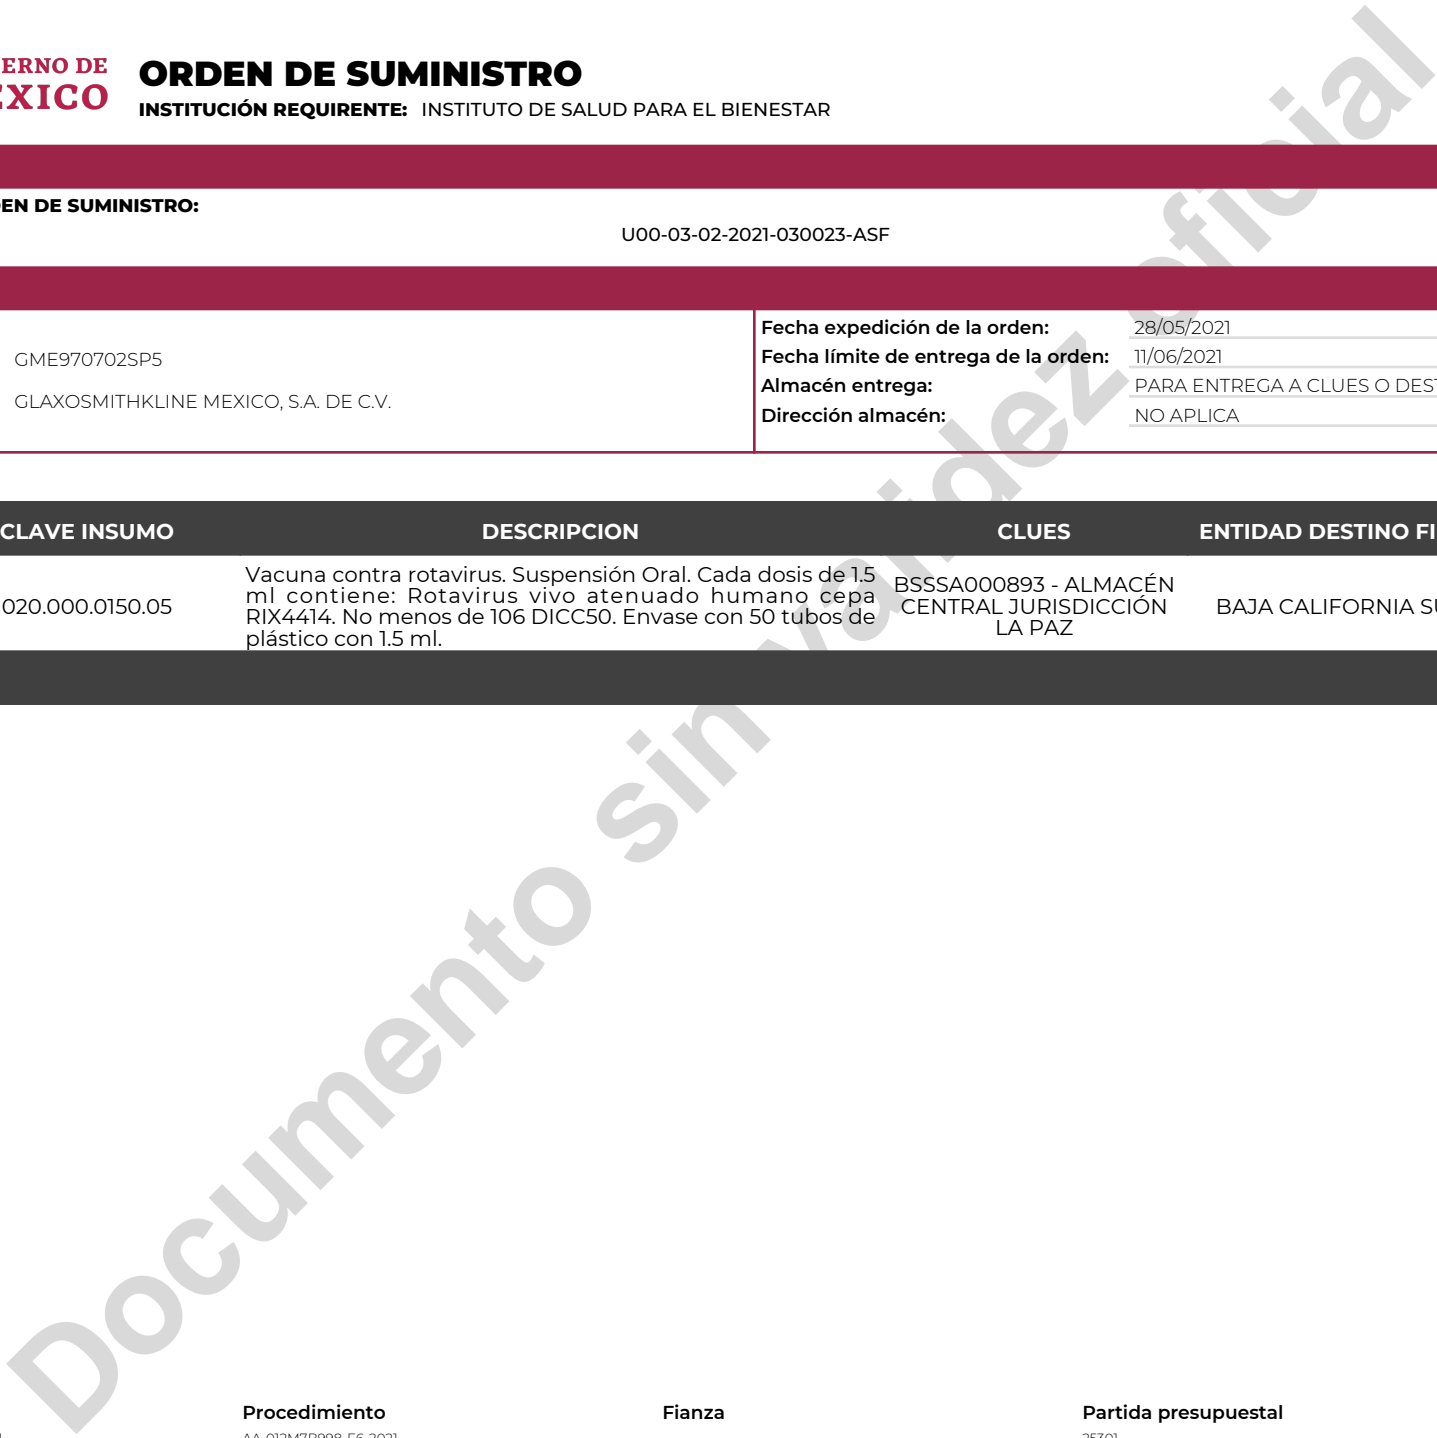 ERNO DE
EXICO
ORDEN DE SUMINISTRO
INSTITUCIÓN REQUIRENTE: INSTITUTO DE SALUD PARA EL BIENESTAR
EN DE SUMINISTRO:
U00-03-02-2021-030023-ASF
GME970702SP5
GLAXOSMITHKLINE MEXICO, S.A. DE C.V.
Fecha expedición de la orden: 28/05/2021
Fecha límite de entrega de la orden: 11/06/2021
Almacén entrega: PARA ENTREGA A CLUES O DEST
Dirección almacén: NO APLICA
CLAVE INSUMO DESCRIPCION CLUES ENTIDAD DESTINO FI
020.000.0150.05
Vacuna contra rotavirus. Suspensión Oral. Cada dosis de 1.5
ml contiene: Rotavirus vivo atenuado humano cepa
RIX4414. No menos de 106 DICC50. Envase con 50 tubos de
plástico con 1.5 ml.
BSSSA000893 - ALMACÉN
CENTRAL JURISDICCIÓN
LA PAZ
BAJA CALIFORNIA SU
Documento sin validez oficial
Procedimiento Fianza Partida presupuestal